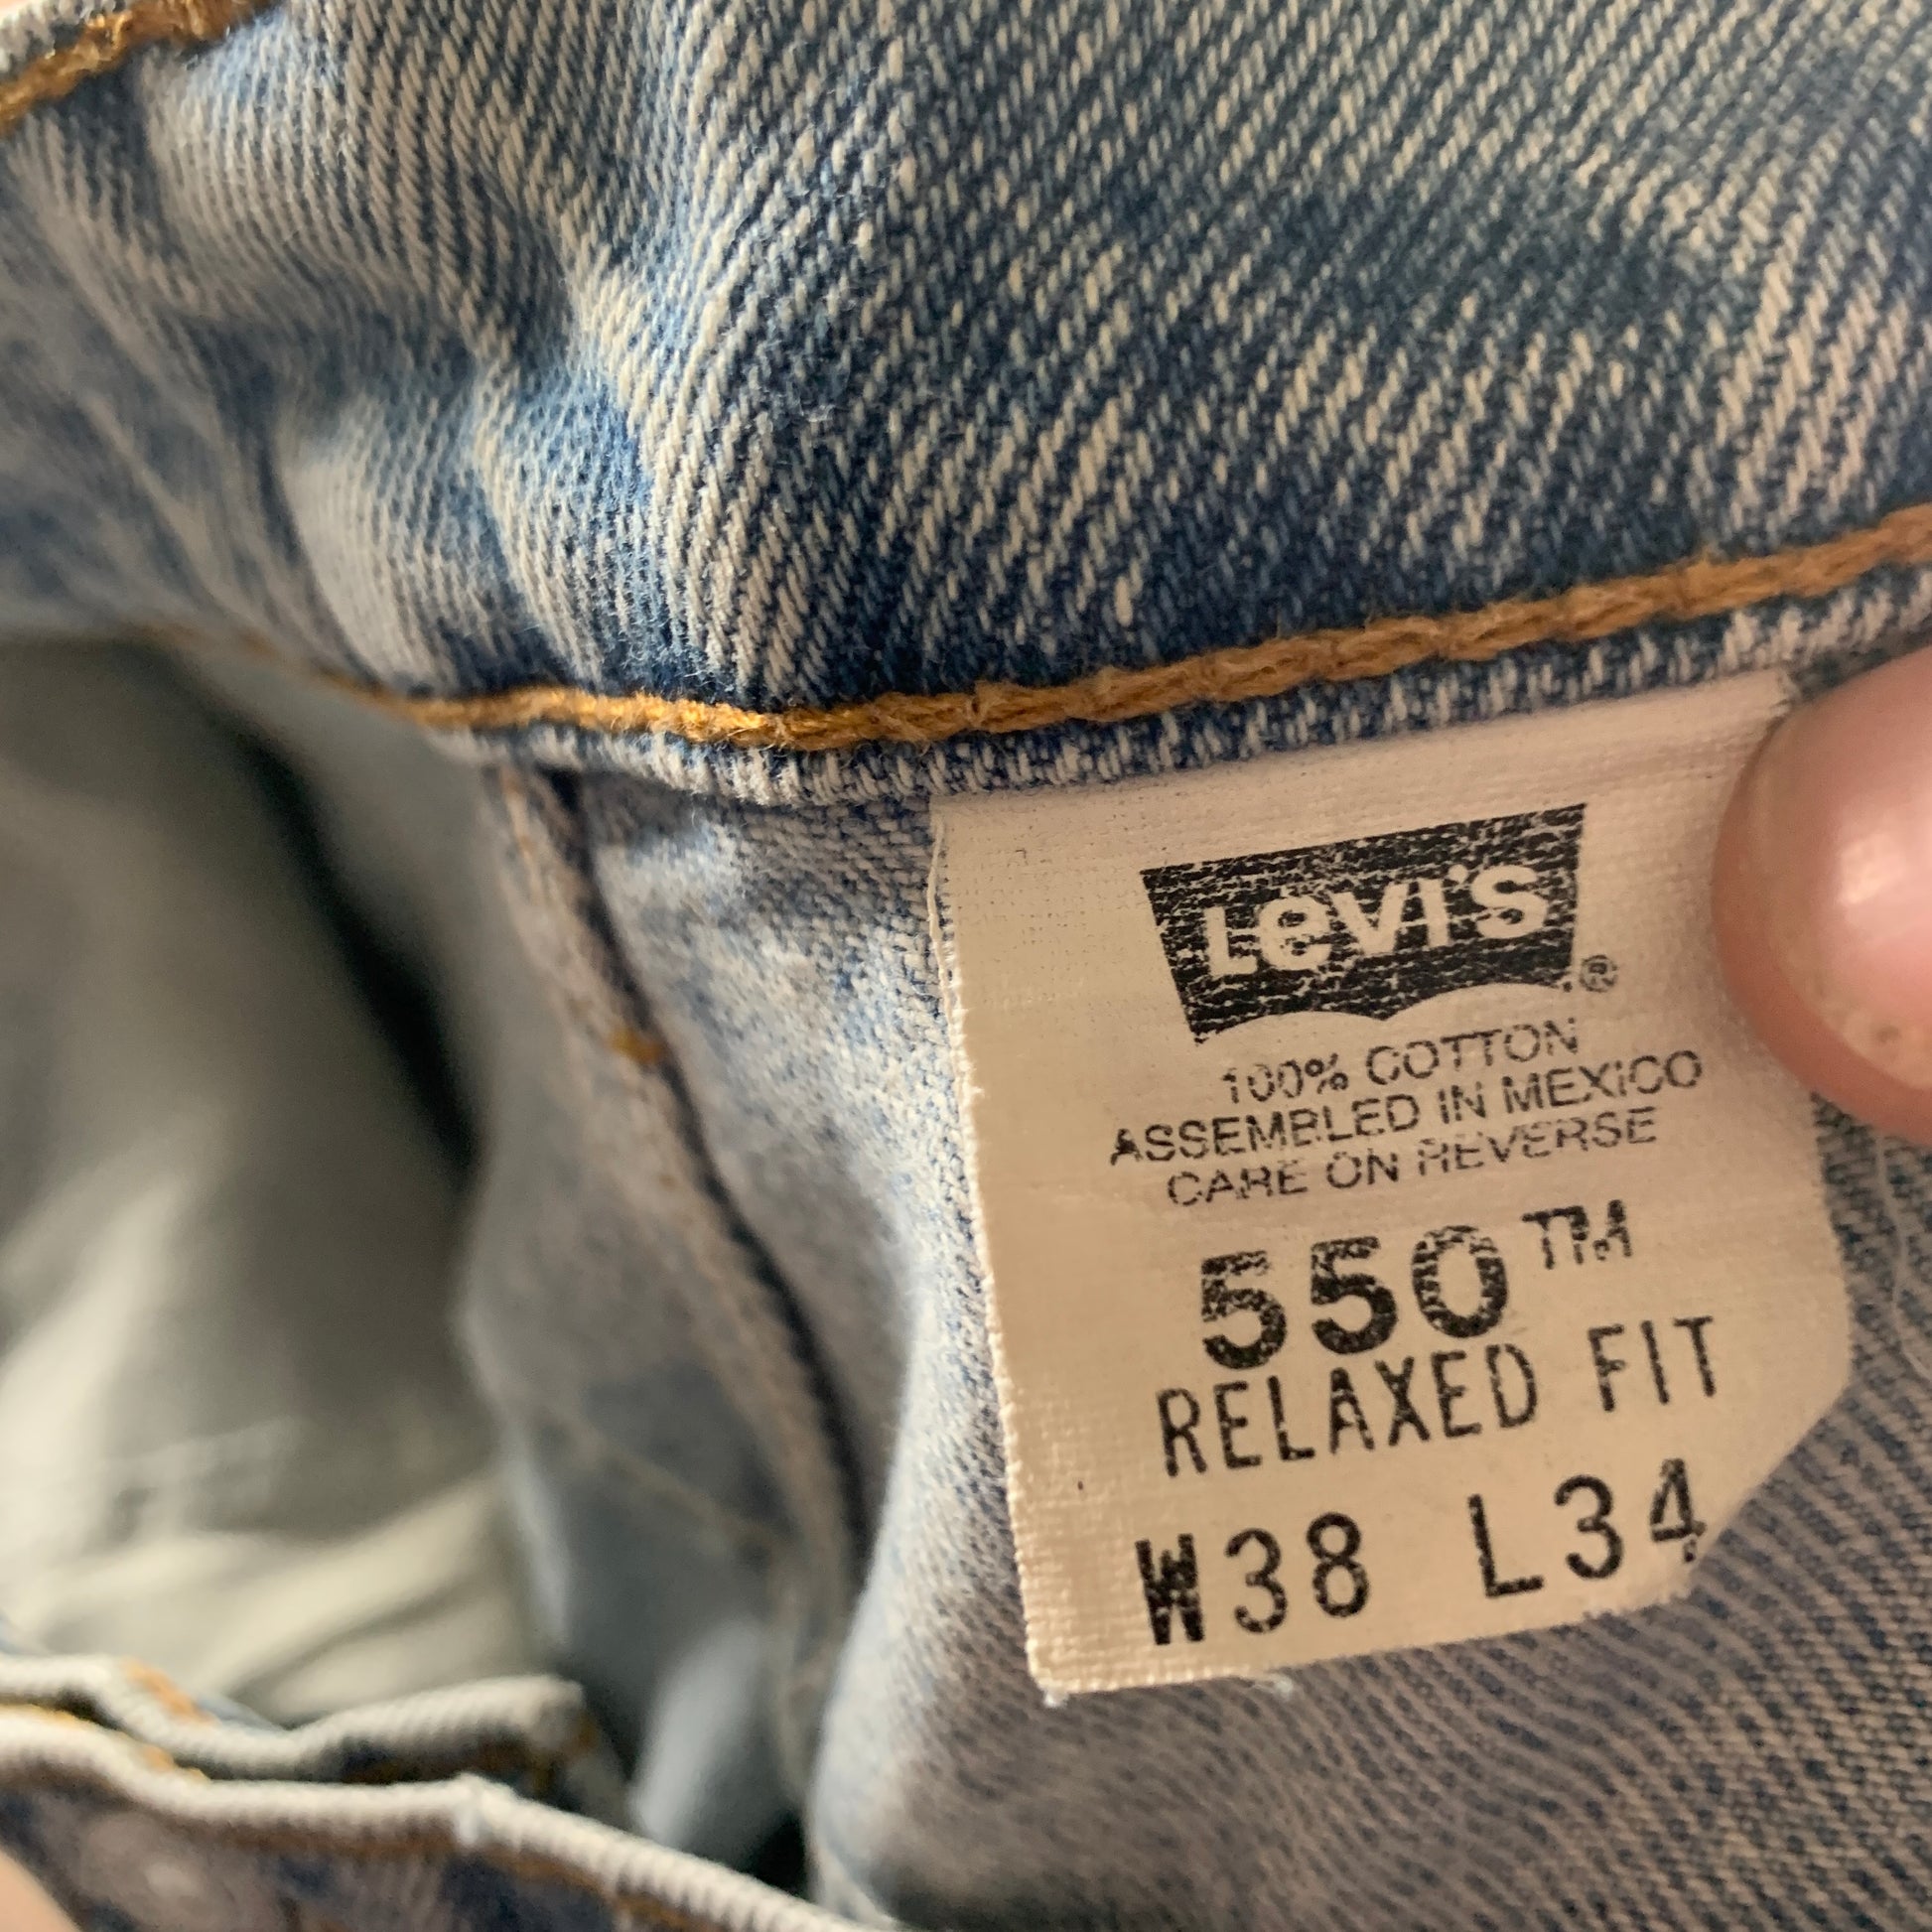 Levi's ®
100% COTTON
ASSEMBLED IN MEXICO
CARE ON REVERSE
550™
RELAXED FIT
W38 L34